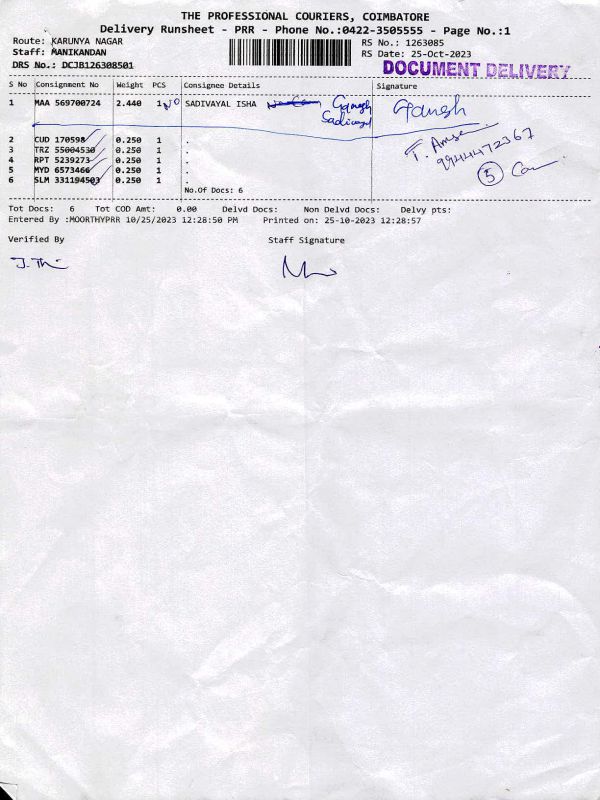 THE PROFESSIONAL COURIERS, COIMBATORE
Delivery Runsheet - PRR - Phone No.:0422-3505555 - Page No.:1
Route: KARUNYA NAGAR RS No.: 1263085
Staff: MANIKANDAN RS Date: 25-Oct-2023
DRS No.: DCJB126308501 DOCUMENT DELIVERY
S No Consignment No Weight PCS Consignee Details Signature
1 MAA 569700724 2.440 1 NO SADIVAYAL ISHA Ganesh Ganesh
Sadivayal
2 CUD 170598 0.250 1 .
3 TRZ 55004530 0.250 1 .
4 RPT 5239273 0.250 1 .
5 MYD 6573466 0.250 1 .
6 SLM 331194503 0.250 1 .
9944472367
5
No.Of Docs: 6
Tot Docs: 6 Tot COD Amt: 0.00 Delvd Docs: Non Delvd Docs: Delvy pts:
Entered By :MOORTHYPRR 10/25/2023 12:28:50 PM Printed on: 25-10-2023 12:28:57
Verified By Staff Signature